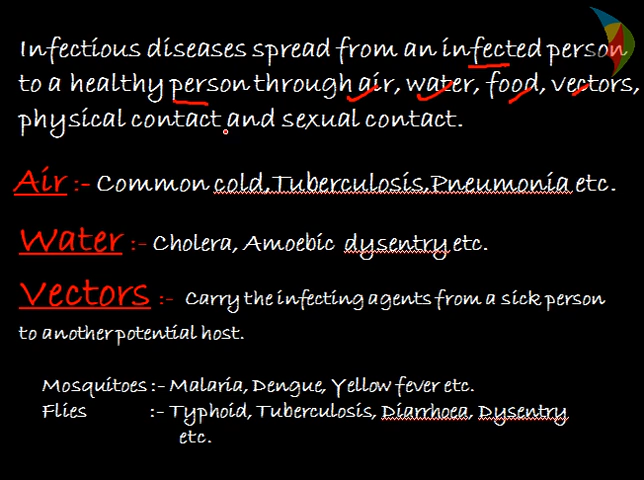 Infectious diseases spread from an infected person
to a healthy person through air, water, food, vectors,
physical contact and sexual contact.
Air :- Common cold,Tuberculosis,Pneumonia etc.
Water :- Cholera, Amoebic dysentry etc.
Vectors :- Carry the infecting agents from a sick person
to another potential host.
Mosquitoes :- Malaria, Dengue, Yellow fever etc.
Flies :- Typhoid, Tuberculosis, Diarrhoea, Dysentry
etc.